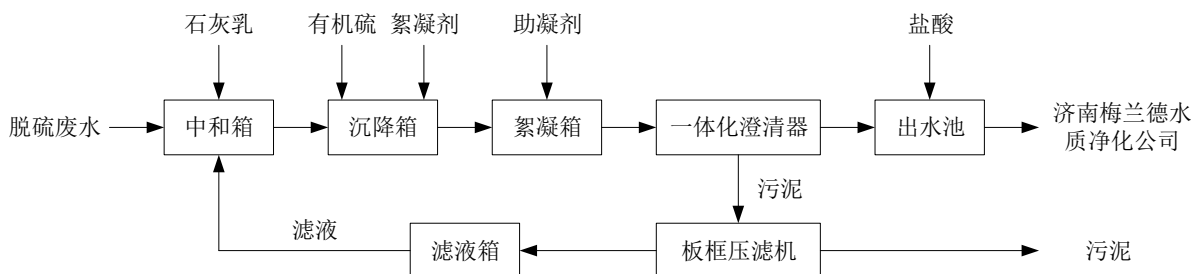 石灰乳
有机硫
絮凝剂
助凝剂
盐酸
脱硫废水
中和箱
沉降箱
絮凝箱
一体化澄清器
出水池
济南梅兰德水
质净化公司
污泥
滤液
滤液箱
板框压滤机
污泥